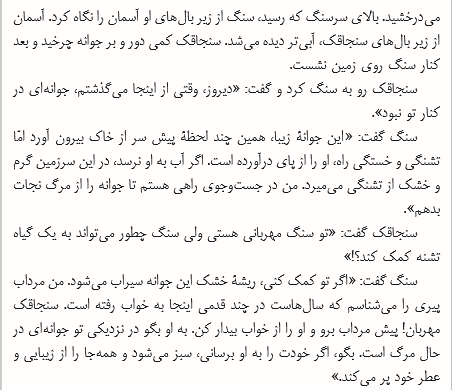 می‌درخشید. بالای سرسنگ که رسید، سنگ از زیر بال‌های او آسمان را نگاه کرد. آسمان
از زیر بال‌های سنجاقک، آبی‌تر دیده می‌شد. سنجاقک کمی دور و بر جوانه چرخید و بعد
کنار سنگ روی زمین نشست.
سنجاقک رو به سنگ کرد و گفت: «دیروز، وقتی از اینجا می‌گذشتم، جوانه‌ای در
کنار تو نبود».
سنگ گفت: «این جوانهٔ زیبا، همین چند لحظهٔ پیش سر از خاک بیرون آورد امّا
تشنگی و خستگی راه، او را از پای درآورده است. اگر آب به او نرسد، در این سرزمین گرم
و خشک از تشنگی می‌میرد. من در جست‌وجوی راهی هستم تا جوانه را از مرگ نجات
بدهم».
سنجاقک گفت: «تو سنگ مهربانی هستی ولی سنگ چطور می‌تواند به یک گیاه
تشنه کمک کند؟!»
سنگ گفت: «اگر تو کمک کنی، ریشهٔ خشک این جوانه سیراب می‌شود. من مرداب
پیری را می‌شناسم که سال‌هاست در چند قدمی اینجا به خواب رفته است. سنجاقک
مهربان! پیش مرداب برو و او را از خواب بیدار کن. به او بگو در نزدیکی تو جوانه‌ای در
حال مرگ است. بگو، اگر خودت را به او برسانی، سبز می‌شود و همه‌جا را از زیبایی و
عطر خود پر می‌کند.»